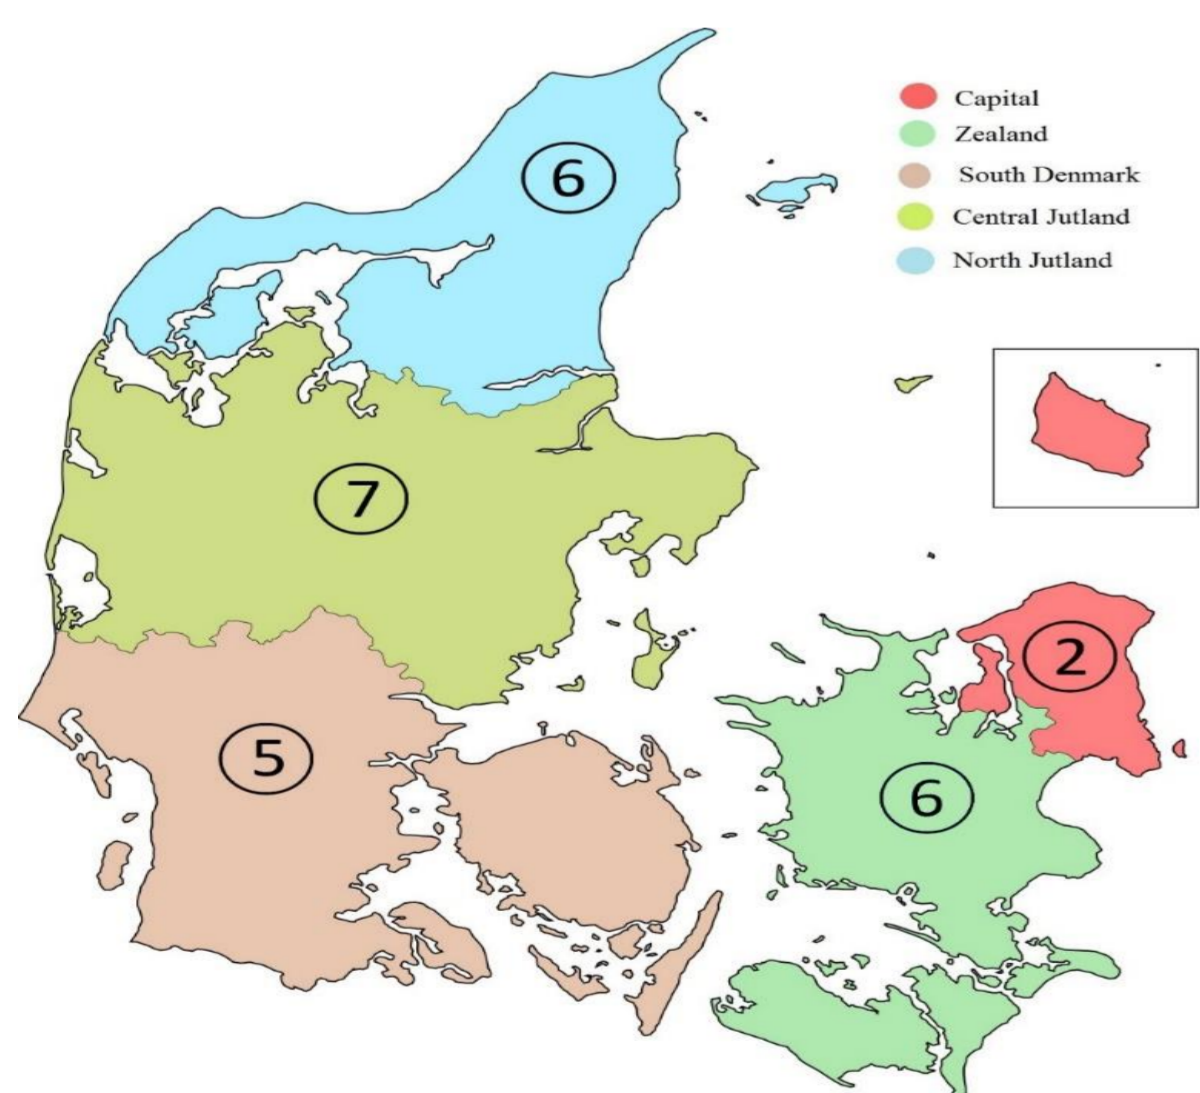 Capital
Zealand
South Denmark
Central Jutland
North Jutland
6
7
2
5
6